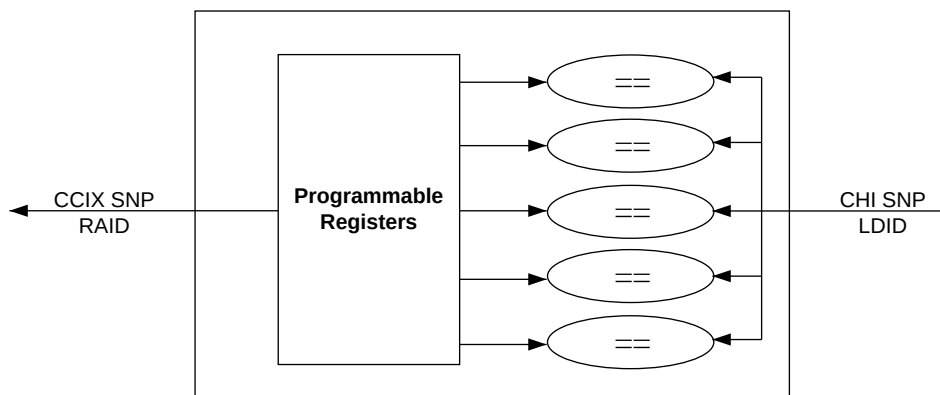 ==
==
CCIX SNP
RAID
Programmable
Registers
==
CHI SNP
LDID
==
==